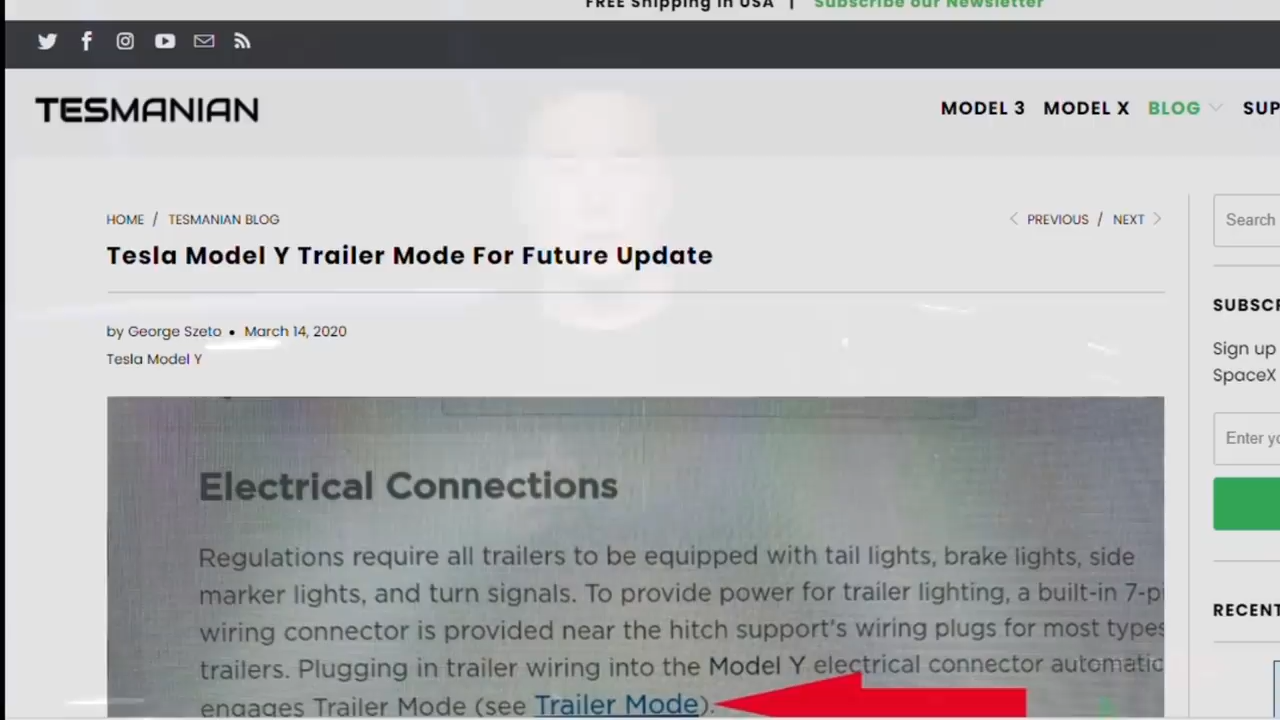 FREE Shipping in USA | Subscribe our Newsletter
TESMANIAN
MODEL 3 MODEL X BLOG SUP
HOME / TESMANIAN BLOG
PREVIOUS / NEXT
Search
Tesla Model Y Trailer Mode For Future Update
by George Szeto • March 14, 2020
Tesla Model Y
SUBSCR
Sign up
SpaceX
Enter yo
RECENT
Electrical Connections
Regulations require all trailers to be equipped with tail lights, brake lights, side
marker lights, and turn signals. To provide power for trailer lighting, a built-in 7-p
wiring connector is provided near the hitch support's wiring plugs for most types
trailers. Plugging in trailer wiring into the Model Y electrical connector automatic
engages Trailer Mode (see Trailer Mode).